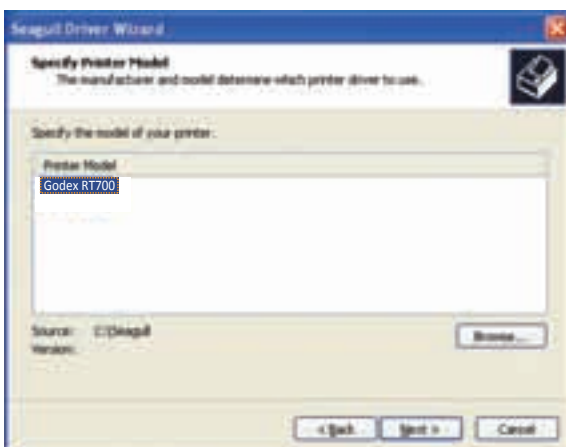 Seagull Driver Wizard
Specify Printer Model
The manufacturer and model determine which printer driver to use.
Specify the model of your printer.
Printer Model
Godex RT700
Source: C:\Seagull
Version:
Browse...
< Back Next > Cancel